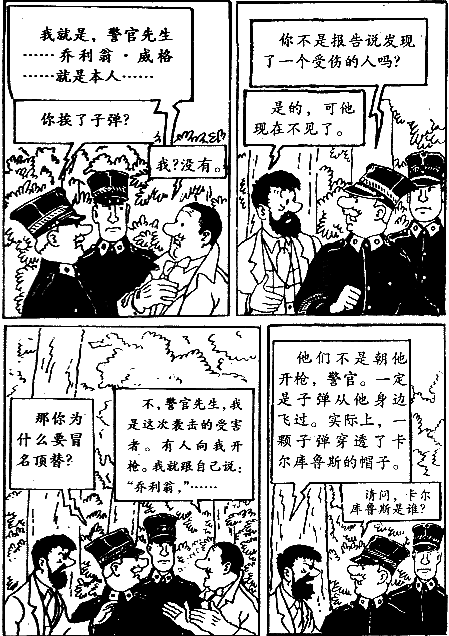 我就是，警官先生
……乔利翁·威格
……就是本人……
你挨了子弹？
我？没有。
你不是报告说发现
了一个受伤的人吗？
是的，可他
现在不见了。
那你为
什么要冒
名顶替？
不，警官先生，我
是这次袭击的受害
者。有人向我开
枪。我就跟自己说：
“乔利翁，”……
他们不是朝他
开枪，警官。一定
是子弹从他身边
飞过。实际上，一
颗子弹穿透了卡
尔库鲁斯的帽子。
请问，卡尔
库鲁斯是谁？